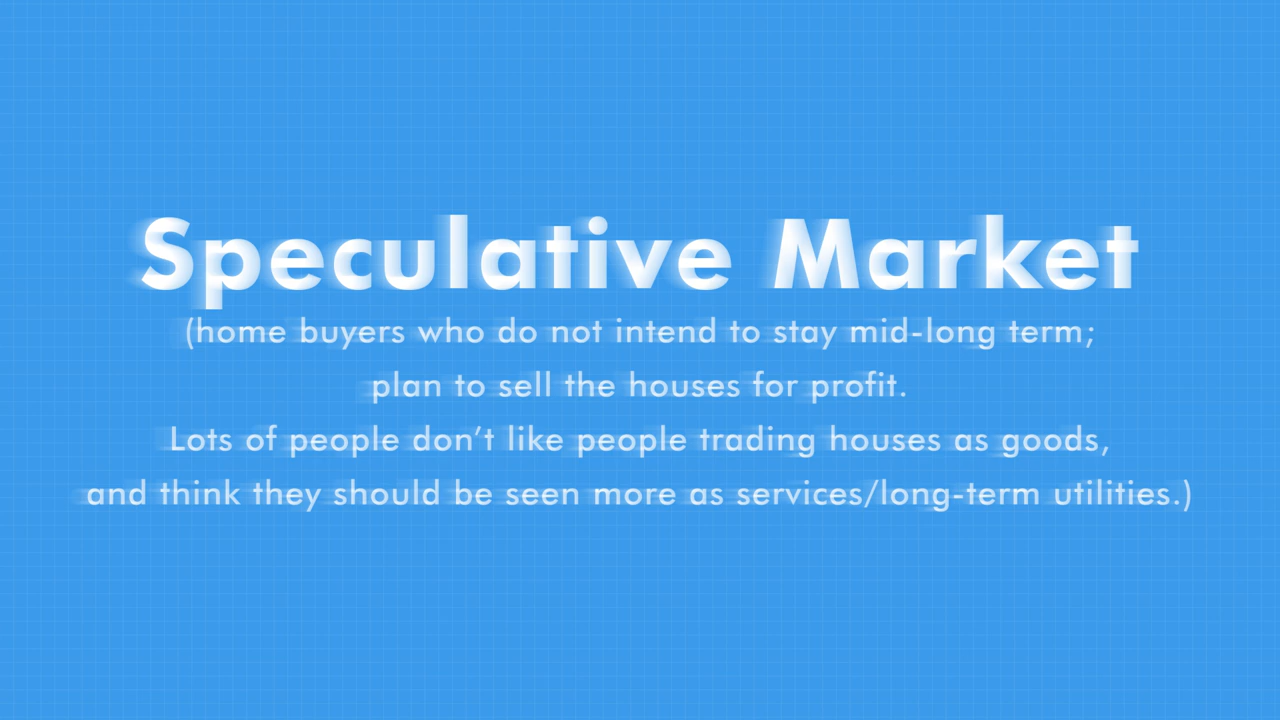 Speculative Market
(home buyers who do not intend to stay mid-long term;
plan to sell the houses for profit.
Lots of people don’t like people trading houses as goods,
and think they should be seen more as services/long-term utilities.)